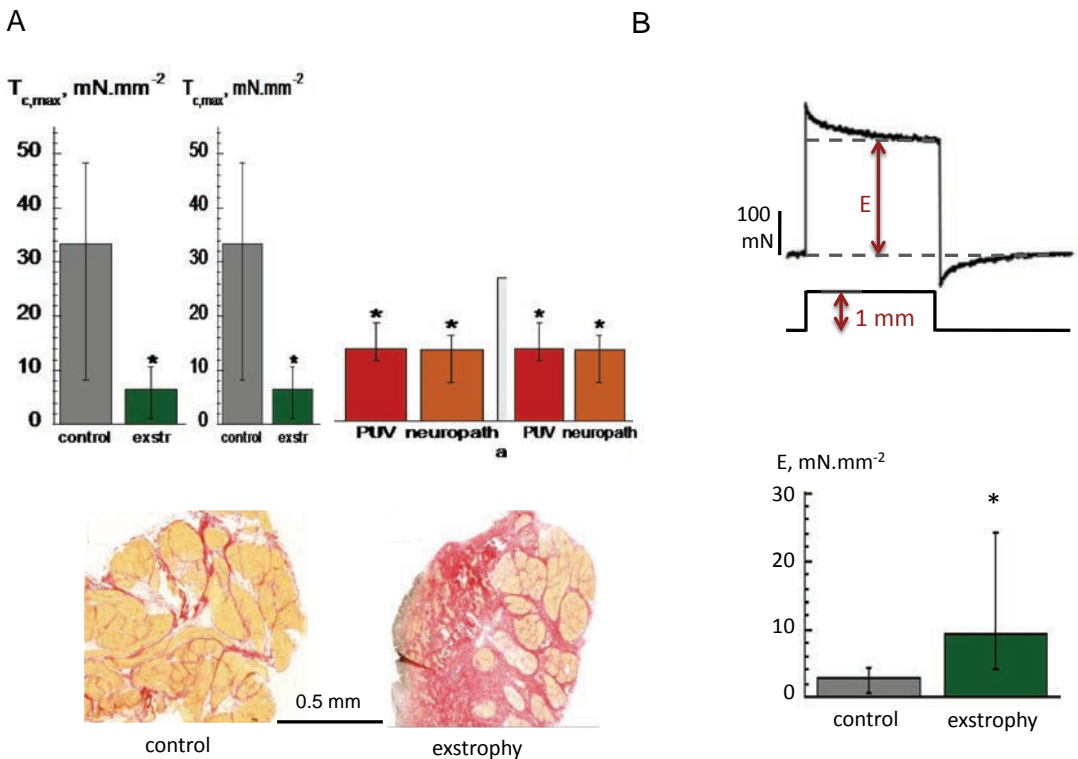 A
B
T c,max, mN.mm-2
T c,max, mN.mm-2
50
40
30
20
10
0
50
40
30
20
10
0
*
*
*
*
*
*
control
exstr
control
exstr
PUV
neuropath
a
PUV
neuropath
0.5 mm
control
exstrophy
100
mN
E
1 mm
E, mN.mm-2
30
20
10
0
*
control
exstrophy